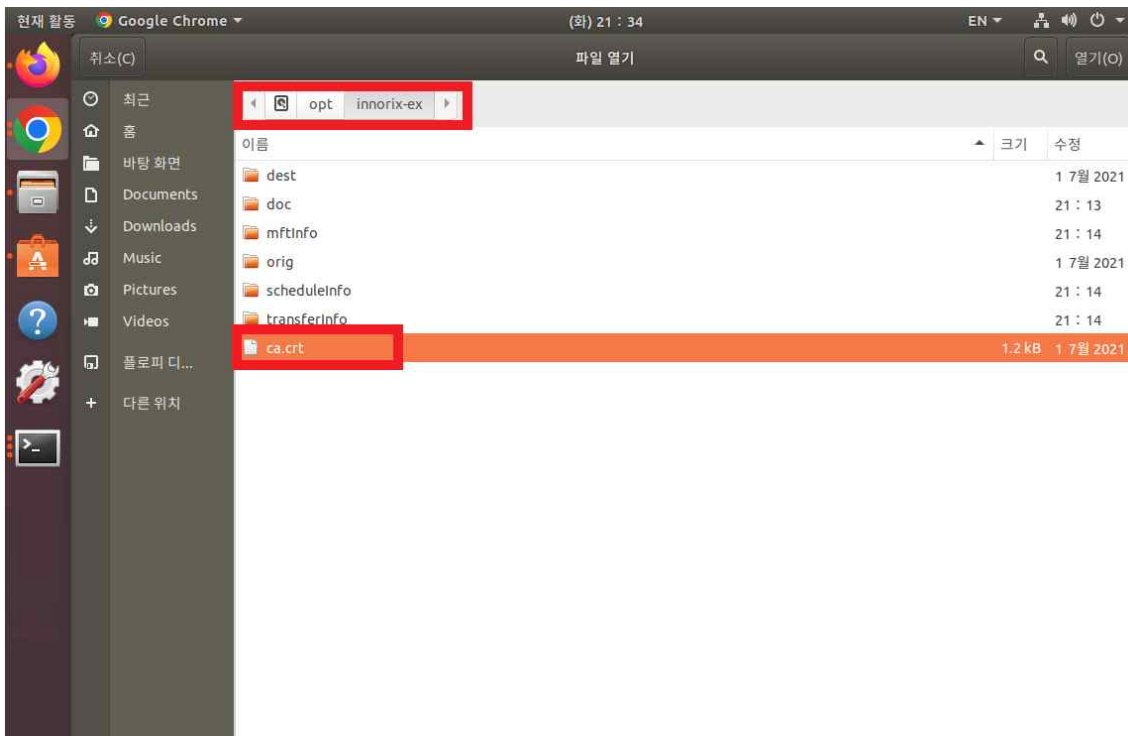 현재 활동 Google Chrome (화) 21 : 34 EN
취소(C) 파일 열기 열기(O)
최근
홈
바탕 화면
Documents
Downloads
Music
Pictures
Videos
플로피 디...
+ 다른 위치
opt innorix-ex
이름 크기 수정
dest 1 7월 2021
doc 21 : 13
mftInfo 21 : 14
orig 1 7월 2021
scheduleInfo 21 : 14
transferInfo 21 : 14
ca.crt 1.2 kB 1 7월 2021